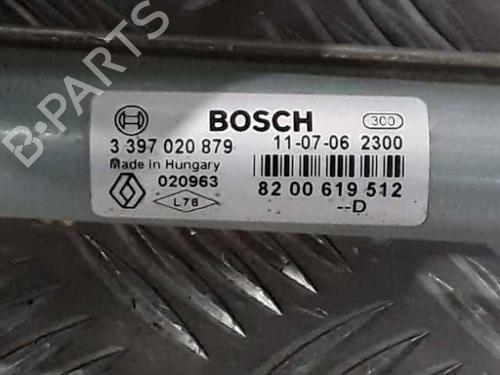 BOSCH
300
3 397 020 879 11-07-06 2300
Made in Hungary
020963
82 00 619 512
L78
--D
B-PARTS